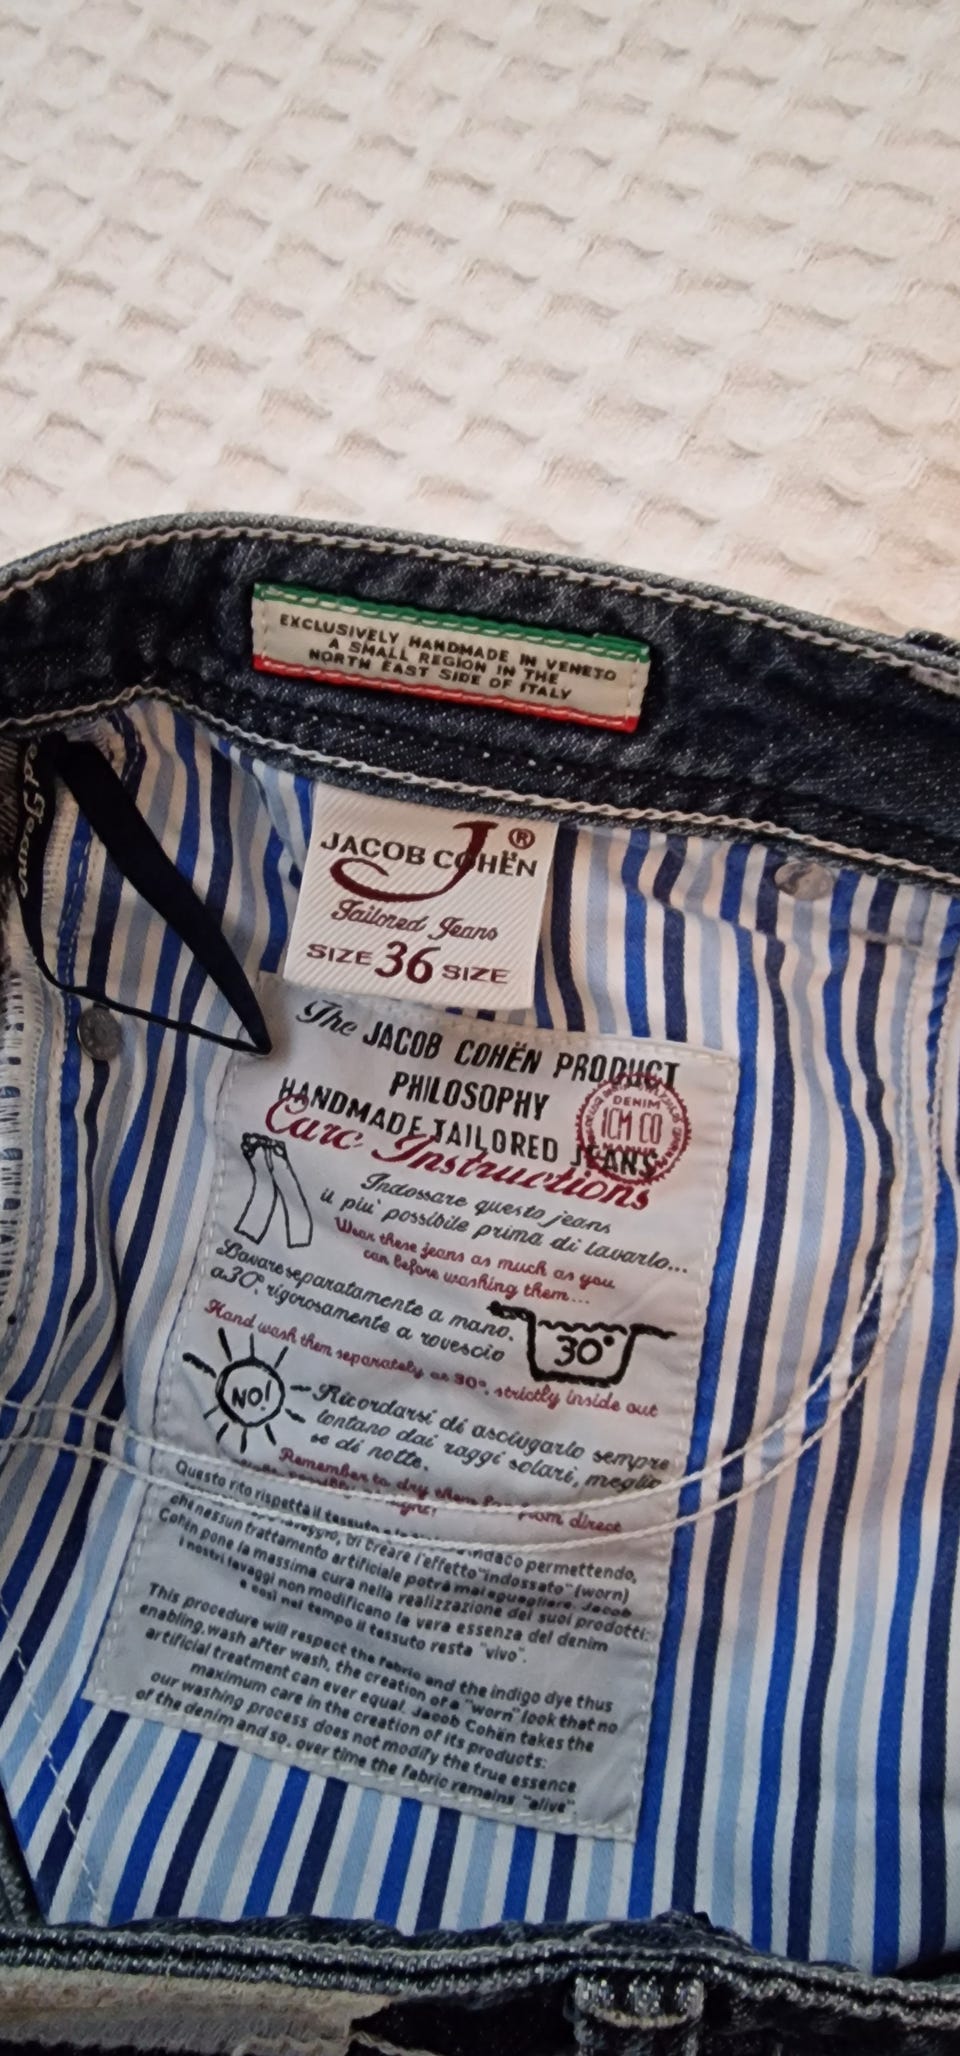 EXCLUSIVELY HANDMADE IN VENETO
A SMALL REGION IN THE
NORTH EAST SIDE OF ITALY
J®
JACOB COHËN
Tailored Jeans
SIZE 36 SIZE
The JACOB COHËN PRODUCT
PHILOSOPHY
HANDMADE TAILORED JEANS
DENIM
Care Instructions
Indossare questo jeans
il piu' possibile prima di lavarlo...
Wear these jeans as much as you
can before washing them...
Lavare separatamente a mano,
a 30°, rigorosamente a rovescio
30°
Hand wash them separately at 30°, strictly inside out
NO!
Ricordarsi di asciugarlo sempre
lontano dai raggi solari, meglio
se di notte.
Remember to dry them far from direct
Questo rito rispetta il tessuto indaco permettendo,
di creare l'effetto "indossato" (worn)
che nessun trattamento artificiale potrà mai eguagliare. Jacob
Cohën pone la massima cura nella realizzazione dei suoi prodotti:
i nostri lavaggi non modificano la vera essenza del denim
e così nel tempo il tessuto resta "vivo".
This procedure will respect the fabric and the indigo dye thus
enabling, wash after wash, the creation of a "worn" look that no
artificial treatment can ever equal. Jacob Cohën takes the
maximum care in the creation of its products:
our washing process does not modify the true essence
of the denim and so, over time the fabric remains "alive".